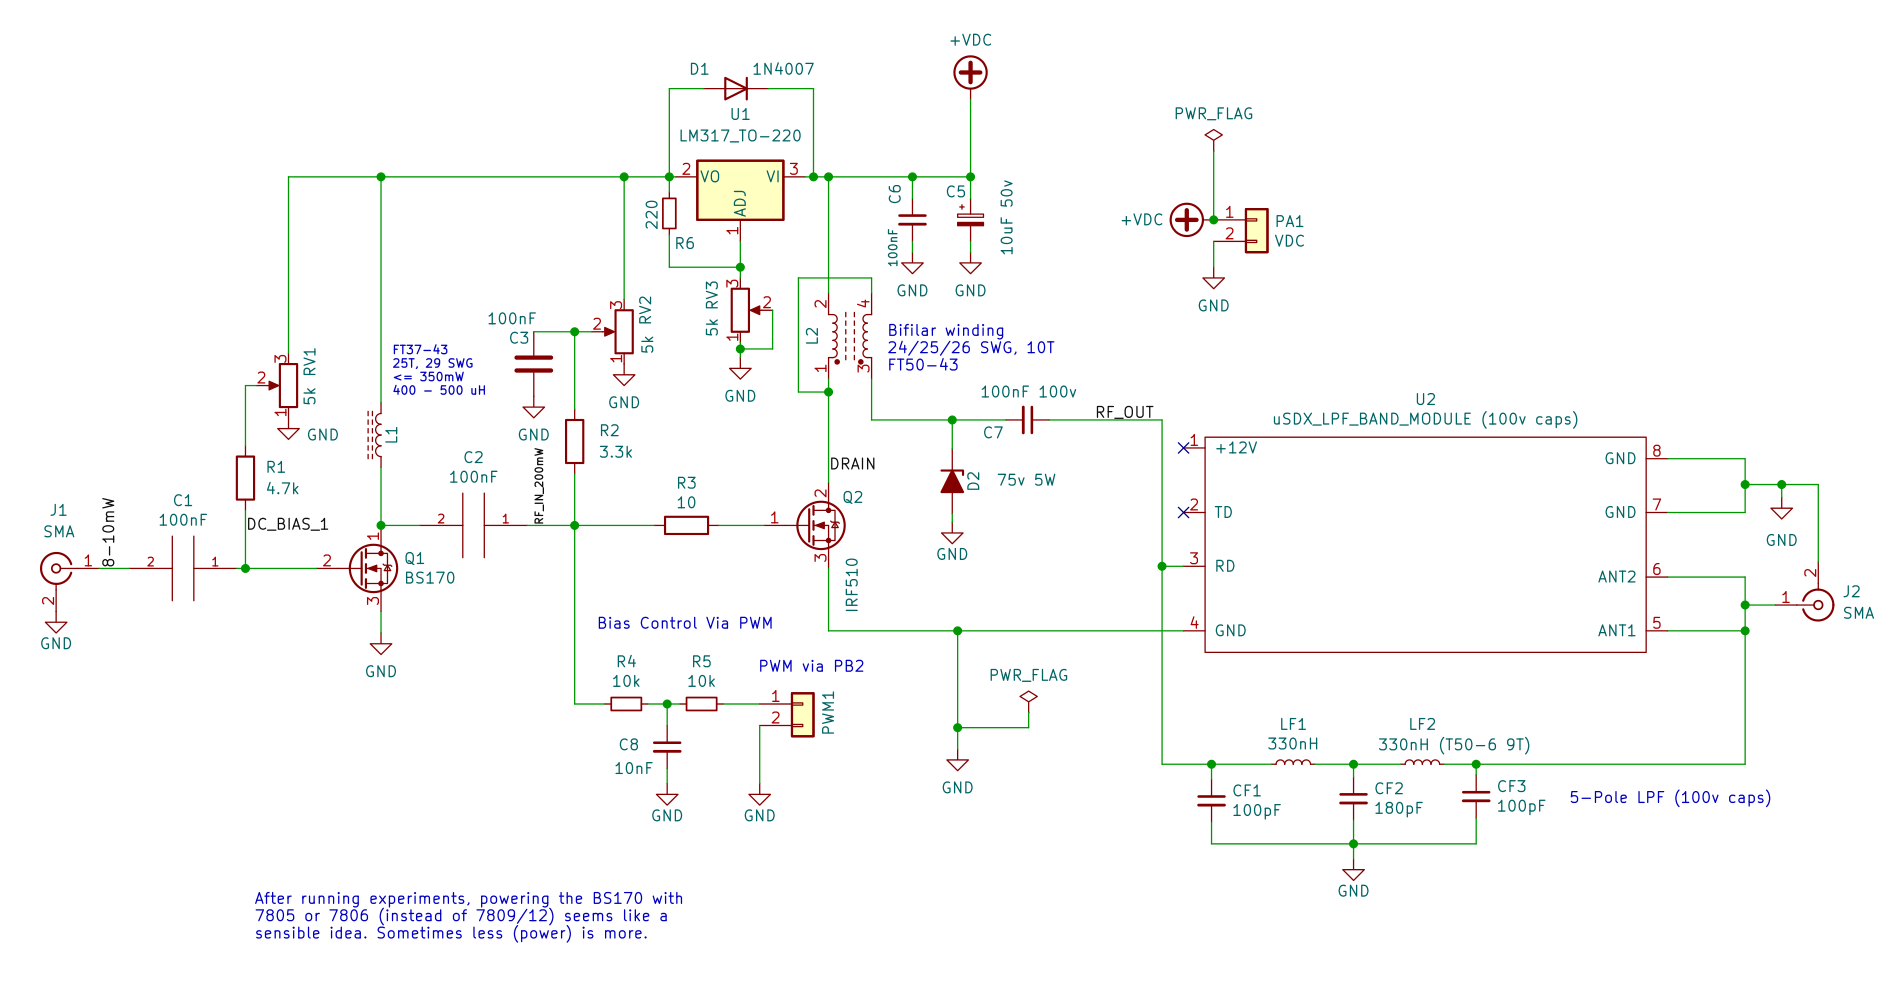 +VDC
D1 1N4007
U1
LM317_TO-220
2 VO VI 3
ADJ
1
220
R6
C6
100nF
C5
+
10uF 50v
GND
GND
PWR_FLAG
+VDC
1
2
PA1
VDC
GND
3
2
1
5k RV1
GND
FT37-43
25T, 29 SWG
<= 350mW
400 - 500 uH
L1
100nF
C3
GND
3
2
1
5k RV2
GND
3
2
1
5k RV3
GND
2
4
L2
1
3
Bifilar winding
24/25/26 SWG, 10T
FT50-43
100nF 100v
C7
RF_OUT
D2
75v 5W
GND
R1
4.7k
DC_BIAS_1
J1
SMA
1
2
GND
8-10mW
C1
100nF
2 1
2
1
3
Q1
BS170
GND
C2
100nF
2 1
RF_IN_200mW
R2
3.3k
R3
10
DRAIN
1
2
3
Q2
IRF510
Bias Control Via PWM
PWM via PB2
R4
10k
R5
10k
C8
10nF
GND
1
2
PWM1
GND
PWR_FLAG
GND
U2
uSDX_LPF_BAND_MODULE (100v caps)
1 +12V
2 TD
3 RD
4 GND
GND 8
GND 7
ANT2 6
ANT1 5
GND
2
1
J2
SMA
LF1
330nH
LF2
330nH (T50-6 9T)
CF1
100pF
CF2
180pF
CF3
100pF
5-Pole LPF (100v caps)
GND
After running experiments, powering the BS170 with
7805 or 7806 (instead of 7809/12) seems like a
sensible idea. Sometimes less (power) is more.